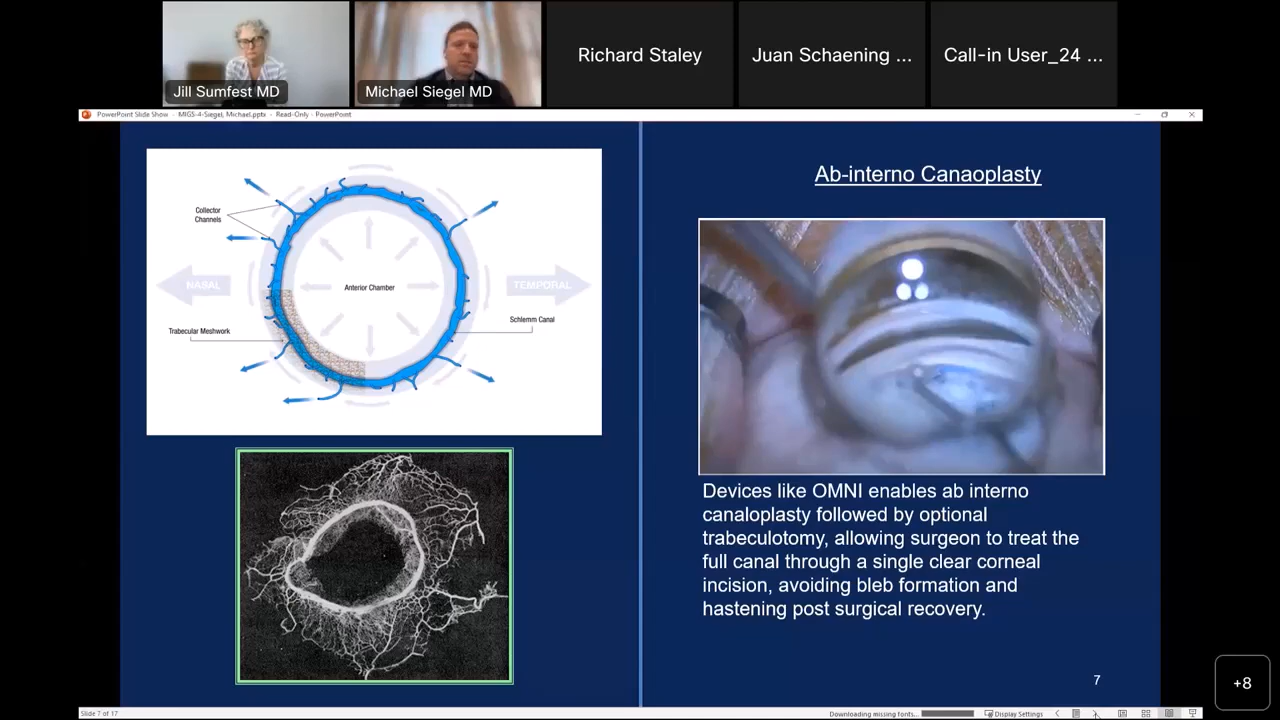 Jill Sumfest MD
Michael Siegel MD
Richard Staley
Juan Schaening ...
Call-in User_24 ...
PowerPoint Slide Show - MIGS-4-Siegel, Michael.pptx - Read-Only - PowerPoint
Collector
Channels
NASAL
Anterior Chamber
TEMPORAL
Trabecular Meshwork
Schlemm Canal
Ab-interno Canaoplasty
Devices like OMNI enables ab interno
canaloplasty followed by optional
trabeculotomy, allowing surgeon to treat the
full canal through a single clear corneal
incision, avoiding bleb formation and
hastening post surgical recovery.
7
+8
Slide 7 of 17
Downloading missing fonts...
Display Settings